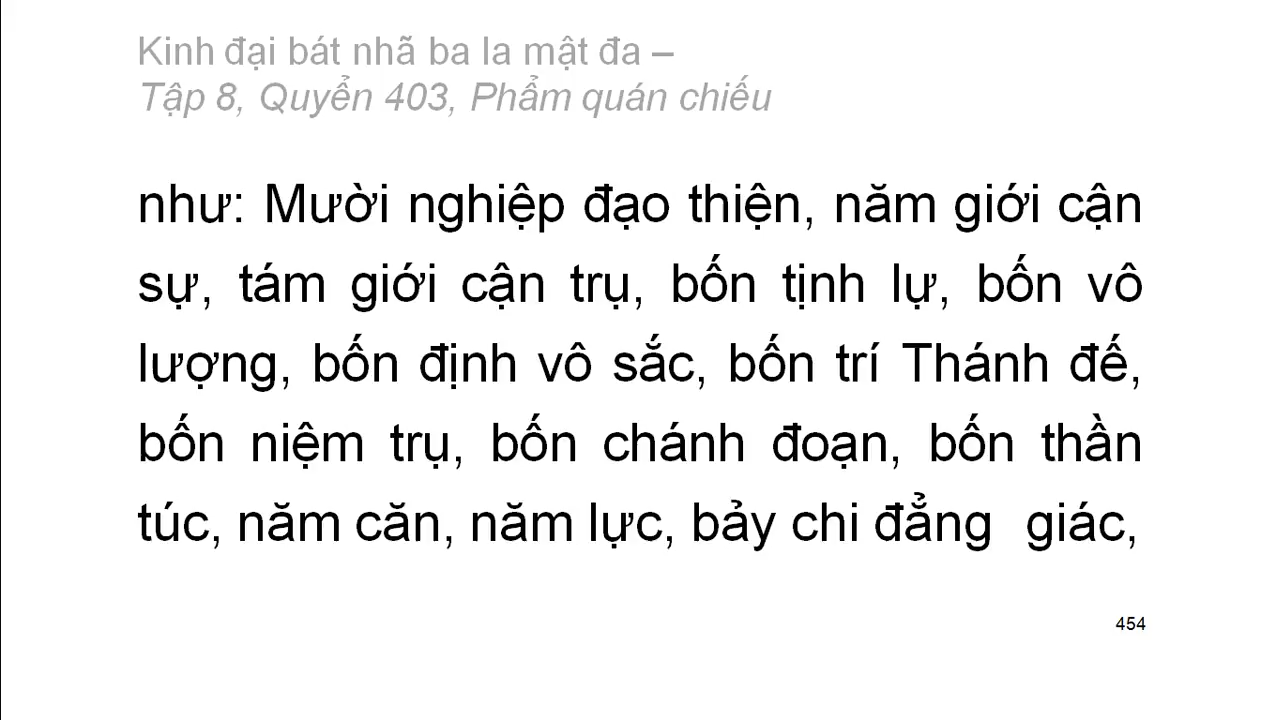 Kinh đại bát nhã ba la mật đa –
Tập 8, Quyển 403, Phẩm quán chiếu
như: Mười nghiệp đạo thiện, năm giới cận
sự, tám giới cận trụ, bốn tịnh lự, bốn vô
lượng, bốn định vô sắc, bốn trí Thánh đế,
bốn niệm trụ, bốn chánh đoạn, bốn thần
túc, năm căn, năm lực, bảy chi đẳng giác,
454